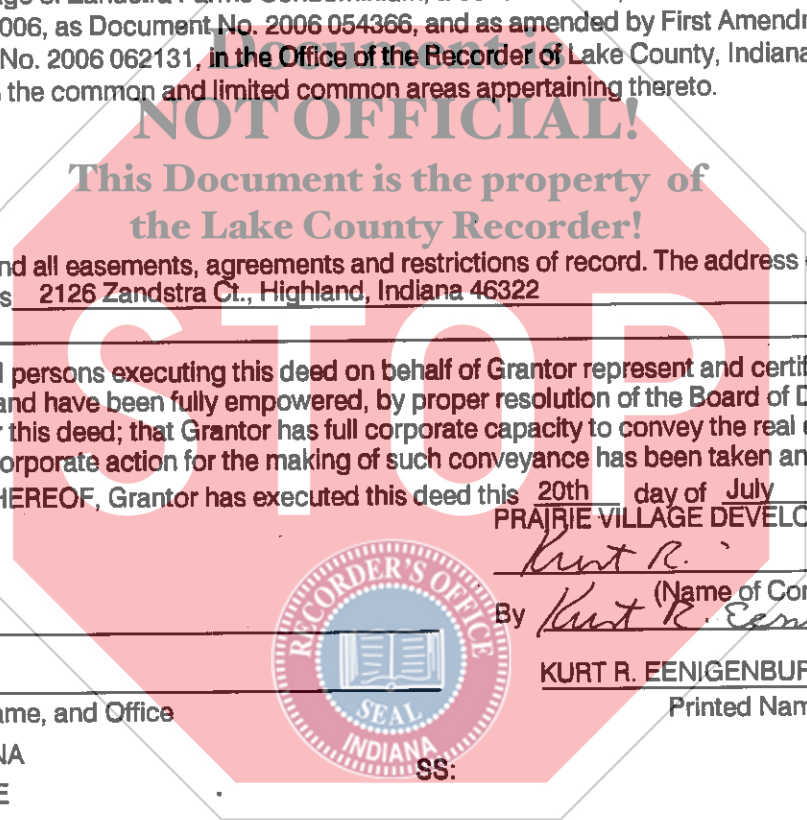 006, as Document No. 2006 054366, and as amended by First Amendm
No. 2006 062131, in the Office of the Recorder of Lake County, Indiana
the common and limited common areas appertaining thereto.
Document is
NOT OFFICIAL!
This Document is the property of
the Lake County Recorder!
nd all easements, agreements and restrictions of record. The address
s 2126 Zandstra Ct., Highland, Indiana 46322
STOP
persons executing this deed on behalf of Grantor represent and certif
and have been fully empowered, by proper resolution of the Board of D
this deed; that Grantor has full corporate capacity to convey the real
orporate action for the making of such conveyance has been taken an
HEREOF, Grantor has executed this deed this 20th day of July
PRAIRIE VILLAGE DEVELO
Kurt R.
(Name of Cor
By Kurt R. Eeni
KURT R. EENIGENBUR
ame, and Office
Printed Nam
RECORDER'S OFFICE
SEAL
INDIANA
NA
SS:
E